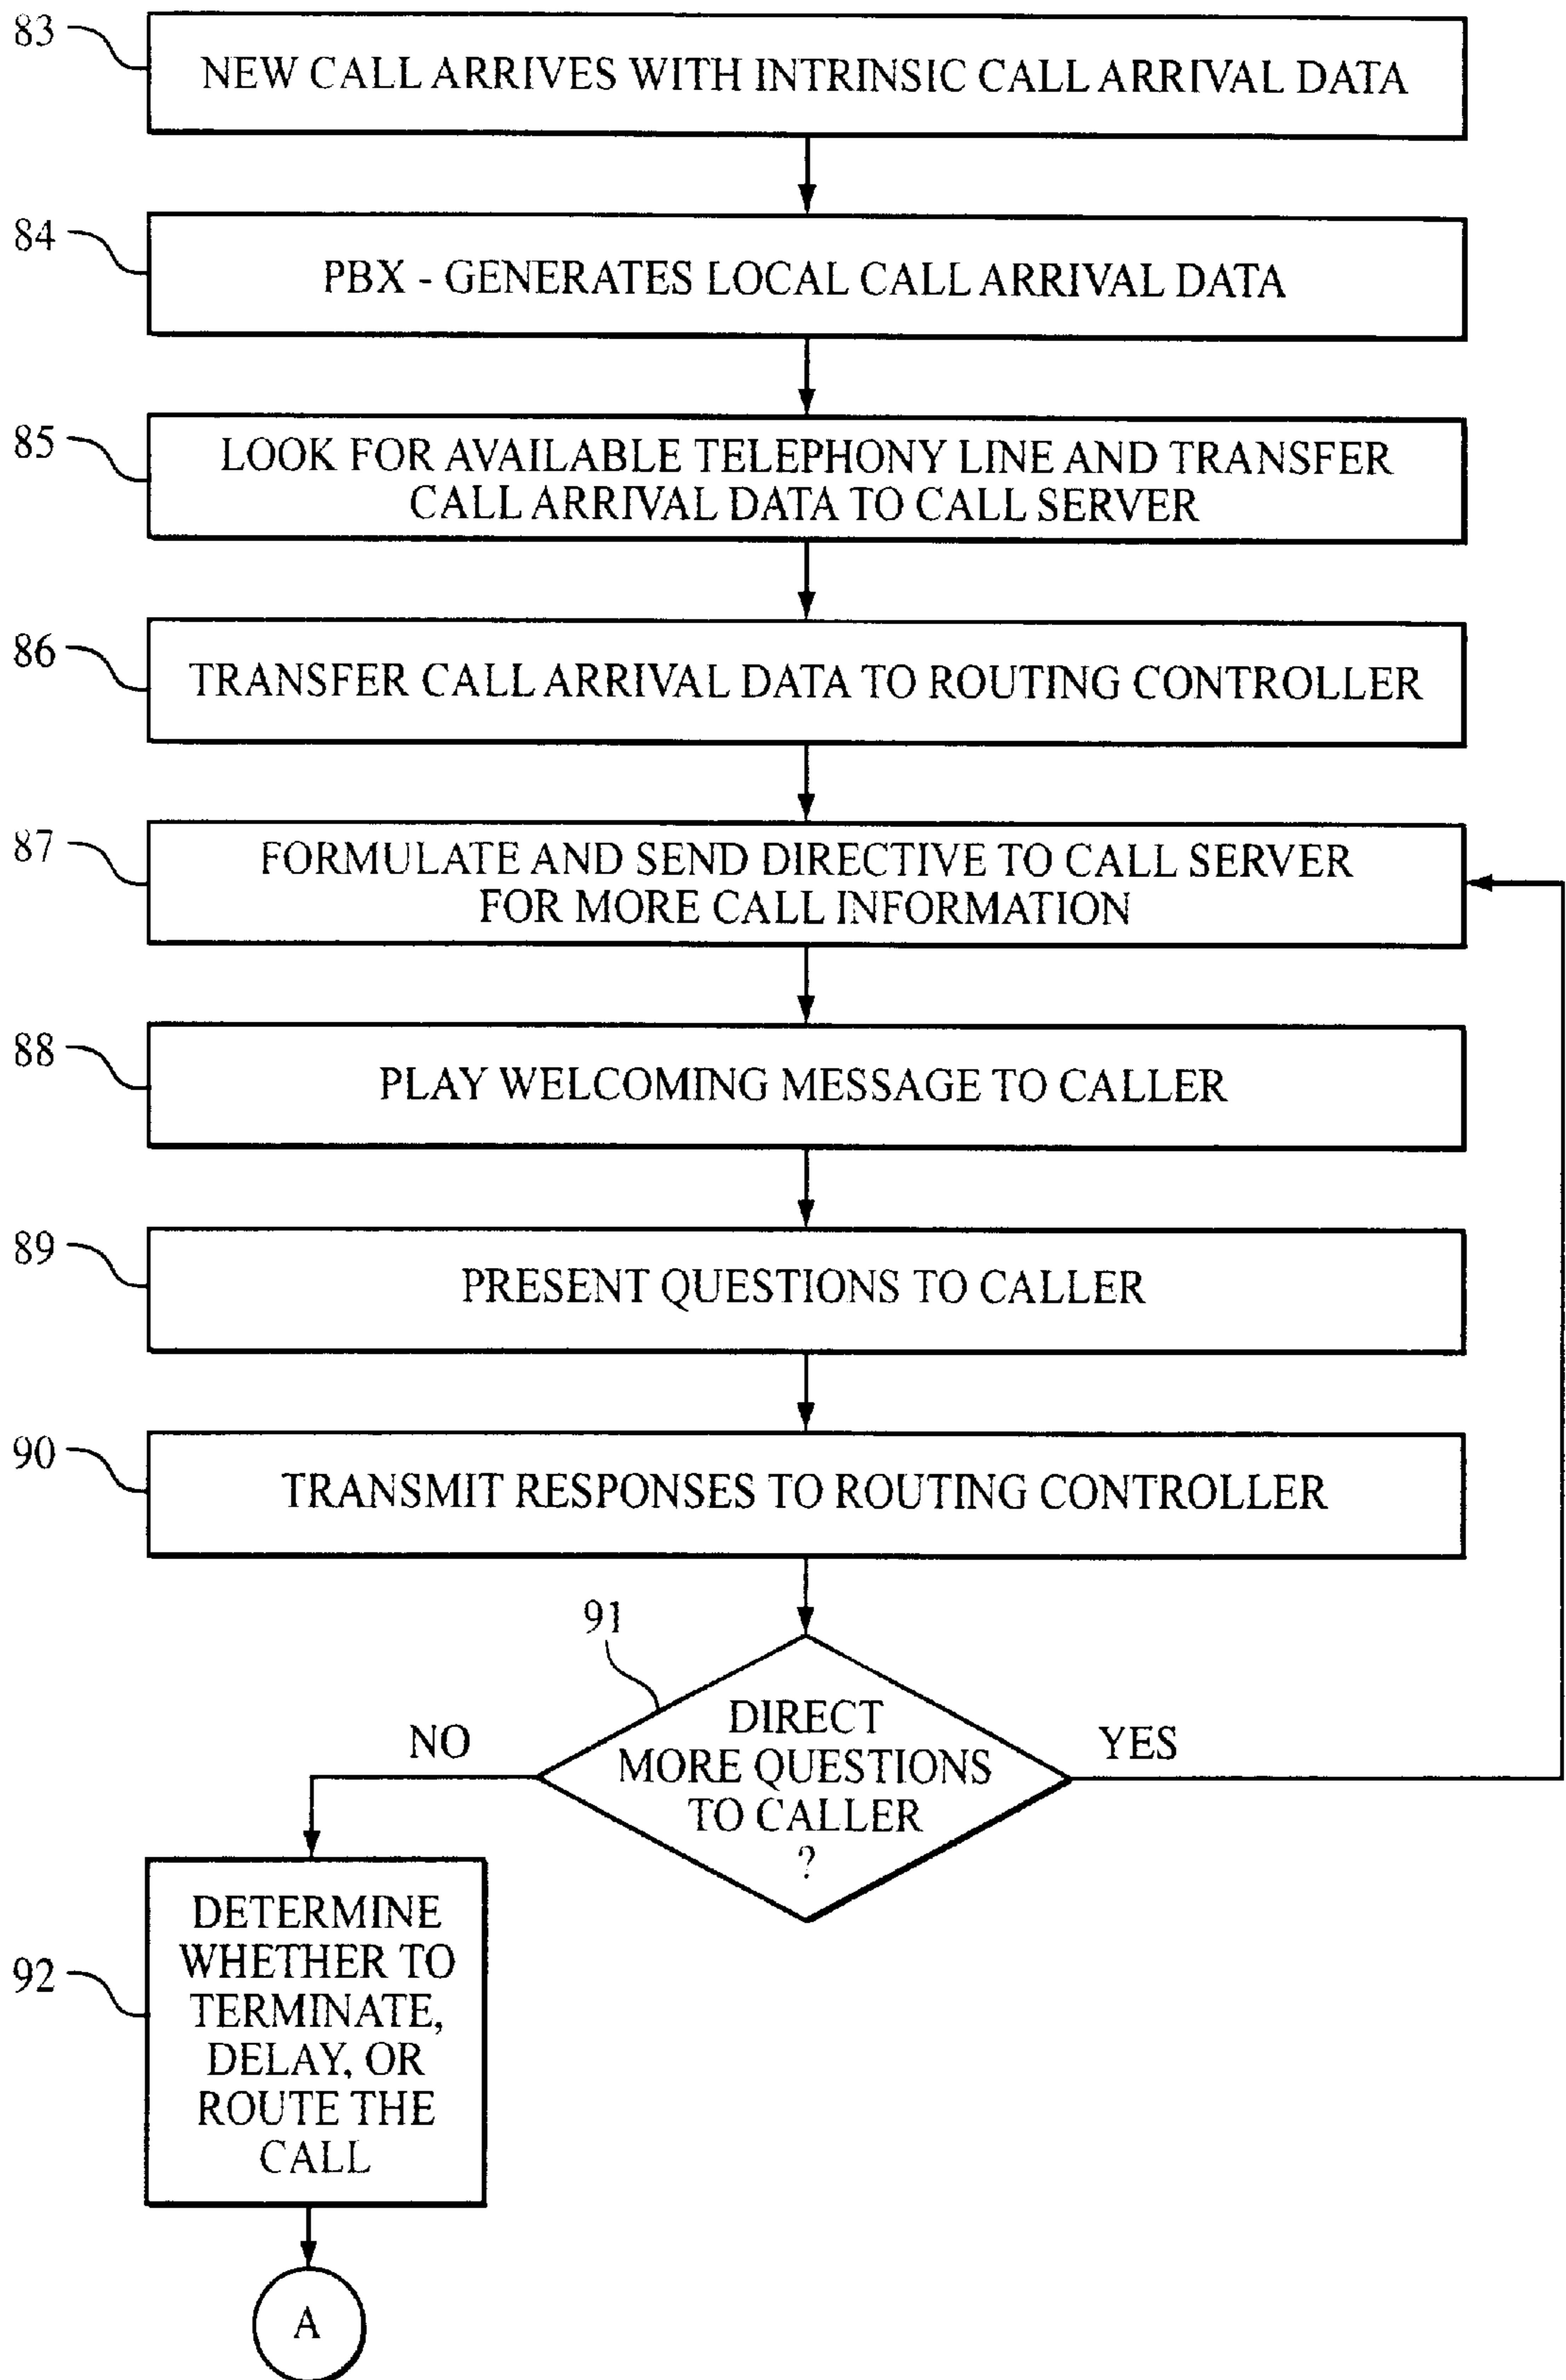 83
NEW CALL ARRIVES WITH INTRINSIC CALL ARRIVAL DATA
84
PBX - GENERATES LOCAL CALL ARRIVAL DATA
85
LOOK FOR AVAILABLE TELEPHONY LINE AND TRANSFER
CALL ARRIVAL DATA TO CALL SERVER
86
TRANSFER CALL ARRIVAL DATA TO ROUTING CONTROLLER
87
FORMULATE AND SEND DIRECTIVE TO CALL SERVER
FOR MORE CALL INFORMATION
88
PLAY WELCOMING MESSAGE TO CALLER
89
PRESENT QUESTIONS TO CALLER
90
TRANSMIT RESPONSES TO ROUTING CONTROLLER
91
DIRECT
MORE QUESTIONS
TO CALLER
?
NO
YES
92
DETERMINE
WHETHER TO
TERMINATE,
DELAY, OR
ROUTE THE
CALL
A